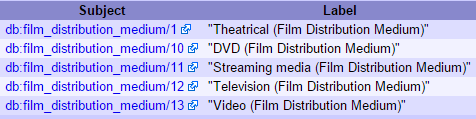 Subject Label
db:film_distribution_medium/1 "Theatrical (Film Distribution Medium)"
db:film_distribution_medium/10 "DVD (Film Distribution Medium)"
db:film_distribution_medium/11 "Streaming media (Film Distribution Medium)"
db:film_distribution_medium/12 "Television (Film Distribution Medium)"
db:film_distribution_medium/13 "Video (Film Distribution Medium)"